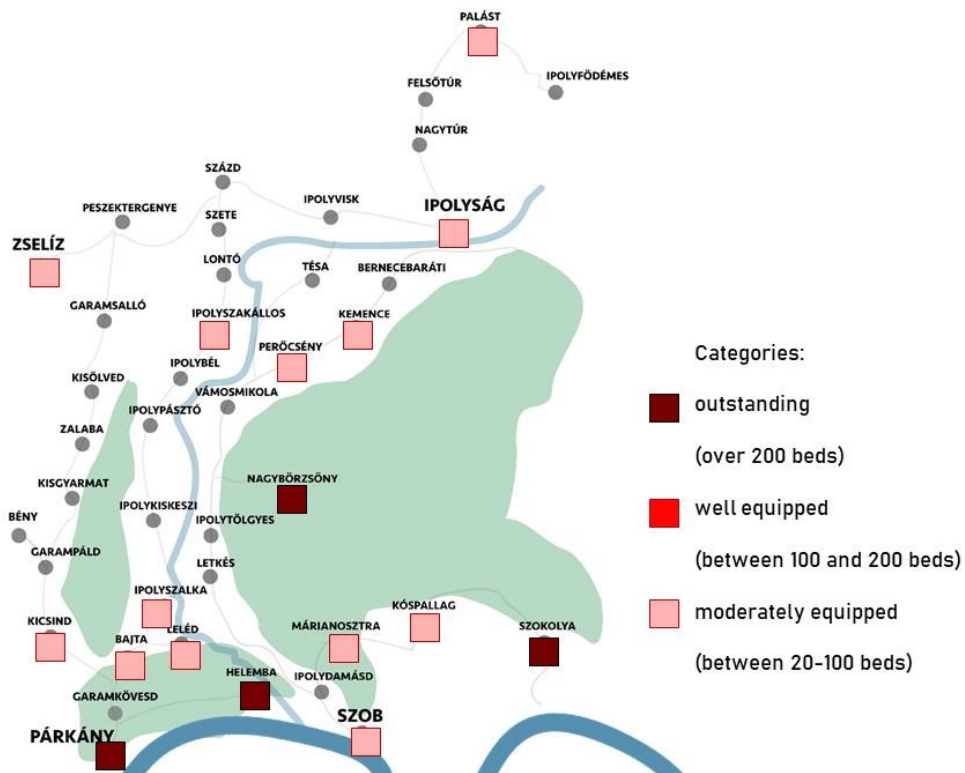 PALÁST
IPOLYFÖDÉMES
FELSŐTÚR
NAGYTÚR
SZÁZD
IPOLYVISK
IPOLYSÁG
PESZEKTERGENYE
SZETE
ZSELÍZ
LONTÓ
TÉSA
BERNECEBARÁTI
GARAMSALLÓ
IPOLYSZAKÁLLOS
KEMENCE
PERŐCSÉNY
IPOLYBÉL
KISÖLVED
VÁMOSMIKOLA
IPOLYPÁSZTÓ
ZALABA
NAGYBÖRZSÖNY
KISGYARMAT
IPOLYKISKESZI
BÉNY
IPOLYTÖLGYES
GARAMPÁLD
LETKÉS
IPOLYSZALKA
KICSIND
BAJTA
LELÉD
MÁRIANOSZTRA
KÓSPALLAG
SZOKOLYA
HELEMBA
IPOLYDAMÁSD
GARAMKÖVESD
PÁRKÁNY
SZOB
Categories:
outstanding
(over 200 beds)
well equipped
(between 100 and 200 beds)
moderately equipped
(between 20-100 beds)